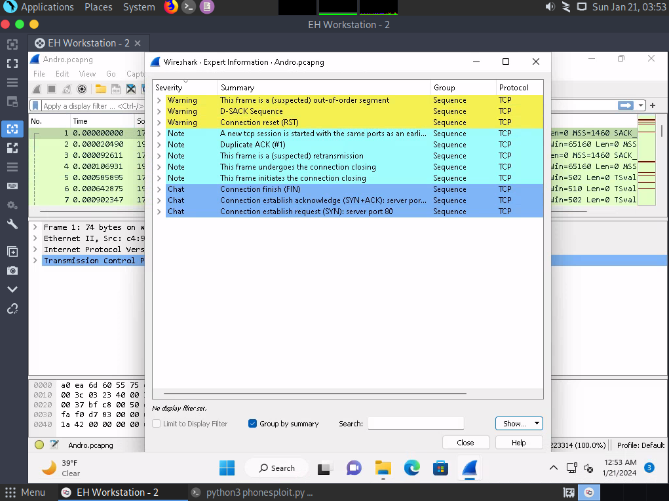 Applications Places System Sun Jan 21, 03:53
EH Workstation - 2
EH Workstation - 2
Andro.pcapng
File Edit View Go Captu
Apply a display filter ... <Ctrl-/>
No. Time So
1 0.000000000 17
2 0.000020490 19
3 0.000092611 17
4 0.000106931 19
5 0.000585895 17
6 0.000642875 19
7 0.000902347 17
Len=0 MSS=1460 SACK_
Win=65160 Len=0 MSS
Len=0 MSS=1460 SACK_
Win=65160 Len=0 MSS
Win=502 Len=0 TSval
Win=510 Len=0 TSval
Win=502 Len=0 TSval
Frame 1: 74 bytes on w
Ethernet II, Src: c4:9
Internet Protocol Vers
Transmission Control P
Wireshark · Expert Information · Andro.pcapng
Severity Summary Group Protocol
Warning This frame is a (suspected) out-of-order segment Sequence TCP
Warning D-SACK Sequence Sequence TCP
Warning Connection reset (RST) Sequence TCP
Note A new tcp session is started with the same ports as an earli... Sequence TCP
Note Duplicate ACK (#1) Sequence TCP
Note This frame is a (suspected) retransmission Sequence TCP
Note This frame undergoes the connection closing Sequence TCP
Note This frame initiates the connection closing Sequence TCP
Chat Connection finish (FIN) Sequence TCP
Chat Connection establish acknowledge (SYN+ACK): server por... Sequence TCP
Chat Connection establish request (SYN): server port 80 Sequence TCP
0000 a0 ea 6d 60 55 75
0010 00 3c 03 23 40 00
0020 00 37 bf c8 00 50
0030 fa f0 d7 93 00 00
0040 1a 42 00 00 00 00
No display filter set.
Limit to Display Filter Group by summary Search: Show...
Close Help
Andro.pcapng 223314 (100.0%) Profile: Default
39°F
Clear
Search
12:53 AM
1/21/2024
3
Menu EH Workstation - 2 python3 phonesploit.py ...